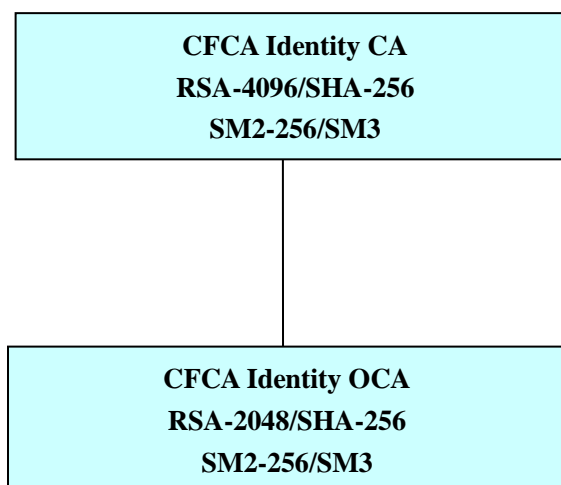 CFCA Identity CA
RSA-4096/SHA-256
SM2-256/SM3
CFCA Identity OCA
RSA-2048/SHA-256
SM2-256/SM3